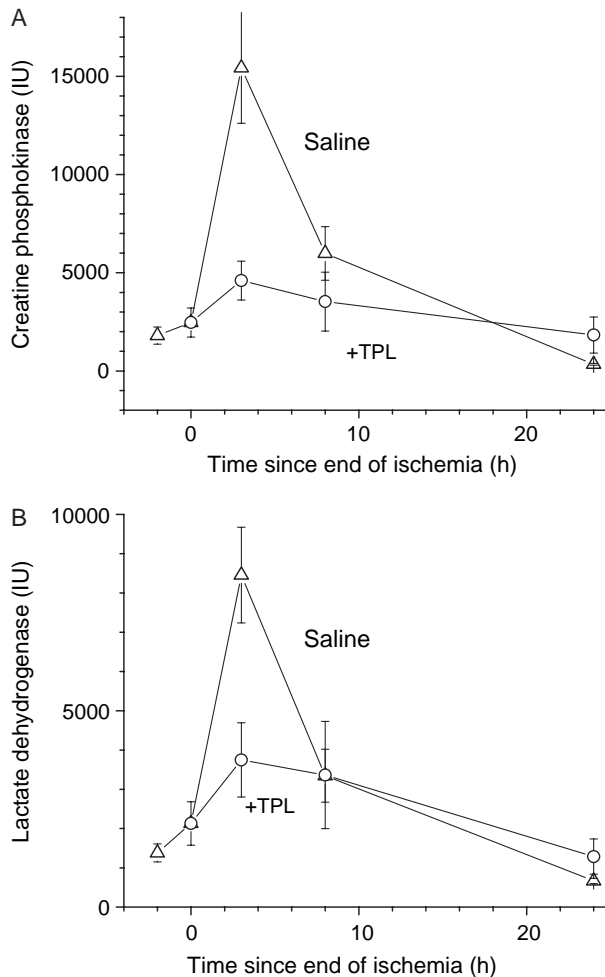 A
Creatine phosphokinase (IU)
15000
10000
5000
0
Saline
+TPL
0
10
20
Time since end of ischemia (h)
B
Lactate dehydrogenase (IU)
10000
5000
0
Saline
+TPL
0
10
20
Time since end of ischemia (h)